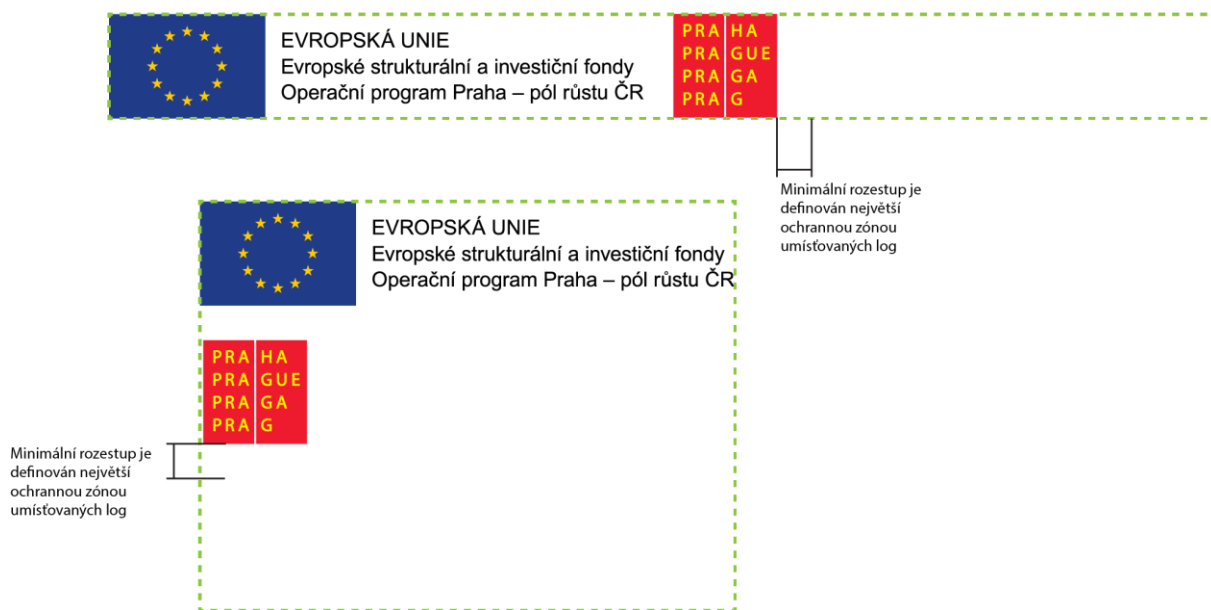 EVROPSKÁ UNIE
Evropské strukturální a investiční fondy
Operační program Praha – pól růstu ČR
PRA HA
PRA GUE
PRA GA
PRA G
Minimální rozestup je
definován největší
ochrannou zónou
umísťovaných log
EVROPSKÁ UNIE
Evropské strukturální a investiční fondy
Operační program Praha – pól růstu ČR
PRA HA
PRA GUE
PRA GA
PRA G
Minimální rozestup je
definován největší
ochrannou zónou
umísťovaných log